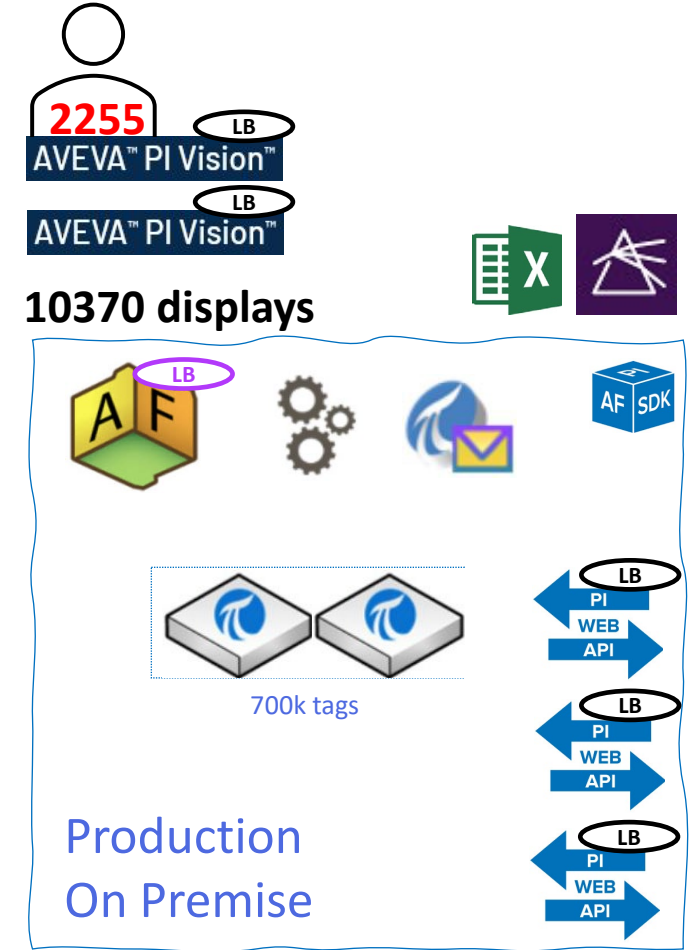 2255
LB
AVEVA™ PI Vision™
LB
AVEVA™ PI Vision™
X
10370 displays
LB
AF
PI
AF SDK
700k tags
LB
PI
WEB
API
LB
PI
WEB
API
LB
PI
WEB
API
Production
On Premise